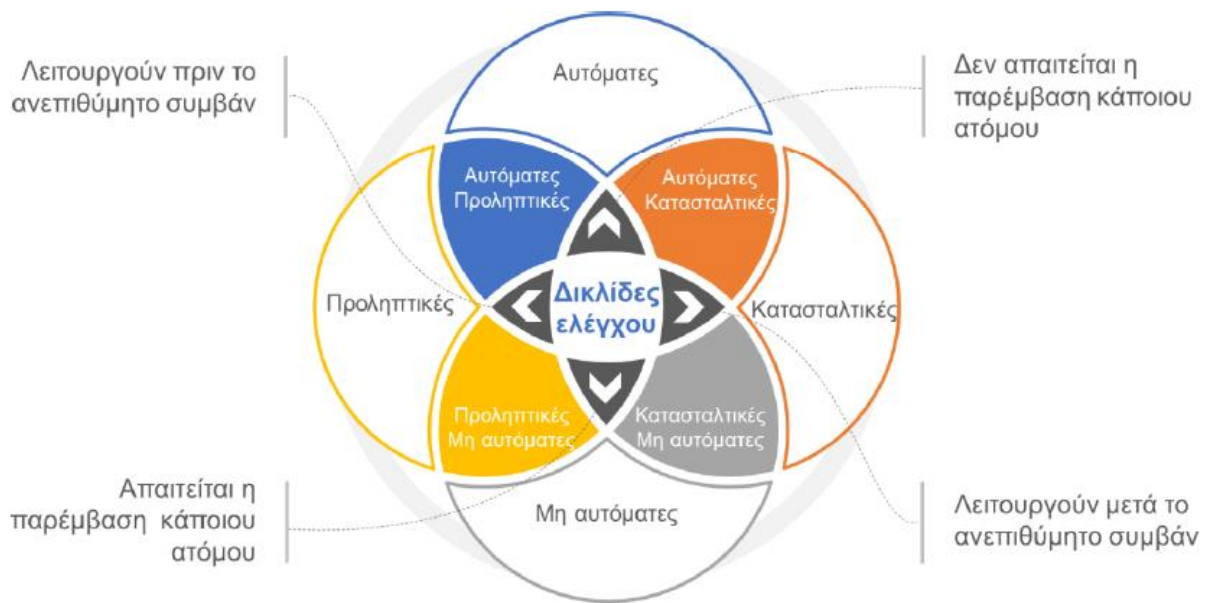 Αυτόματες
Λειτουργούν πριν το
ανεπιθύμητο συμβάν
Δεν απαιτείται η
παρέμβαση κάποιου
ατόμου
Αυτόματες
Προληπτικές
Αυτόματες
Κατασταλτικές
Προληπτικές
Δικλίδες
ελέγχου
Κατασταλτικές
Προληπτικές
Μη αυτόματες
Κατασταλτικές
Μη αυτόματες
Απαιτείται η
παρέμβαση κάποιου
ατόμου
Μη αυτόματες
Λειτουργούν μετά το
ανεπιθύμητο συμβάν